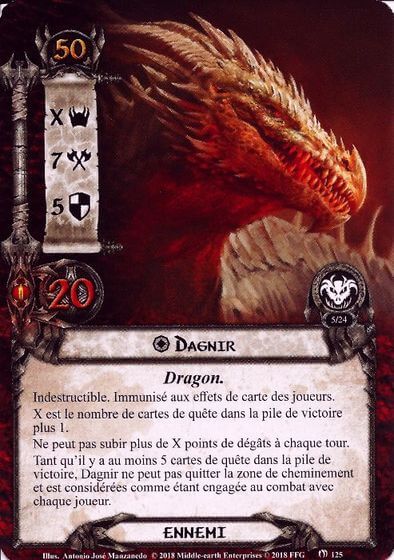 50
X
7
5
20
5/24
Dagnir
Dragon.
Indestructible. Immunisé aux effets de carte des joueurs.
X est le nombre de cartes de quête dans la pile de victoire
plus 1.
Ne peut pas subir plus de X points de dégâts à chaque tour.
Tant qu'il y a au moins 5 cartes de quête dans la pile de
victoire, Dagnir ne peut pas quitter la zone de cheminement
et est considérées comme étant engagée au combat avec
chaque joueur.
ENNEMI
Illus. Antonio José Manzanedo © 2018 Middle-earth Enterprises © 2018 FFG 125